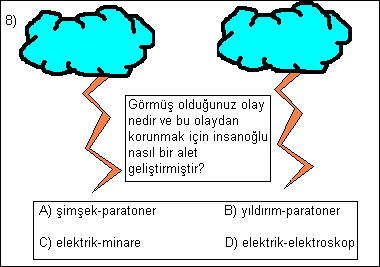 8)
Görmüş olduğunuz olay
nedir ve bu olaydan
korunmak için insanoğlu
nasıl bir alet
geliştirmiştir?
A) şimşek-paratoner B) yıldırım-paratoner
C) elektrik-minare D) elektrik-elektroskop